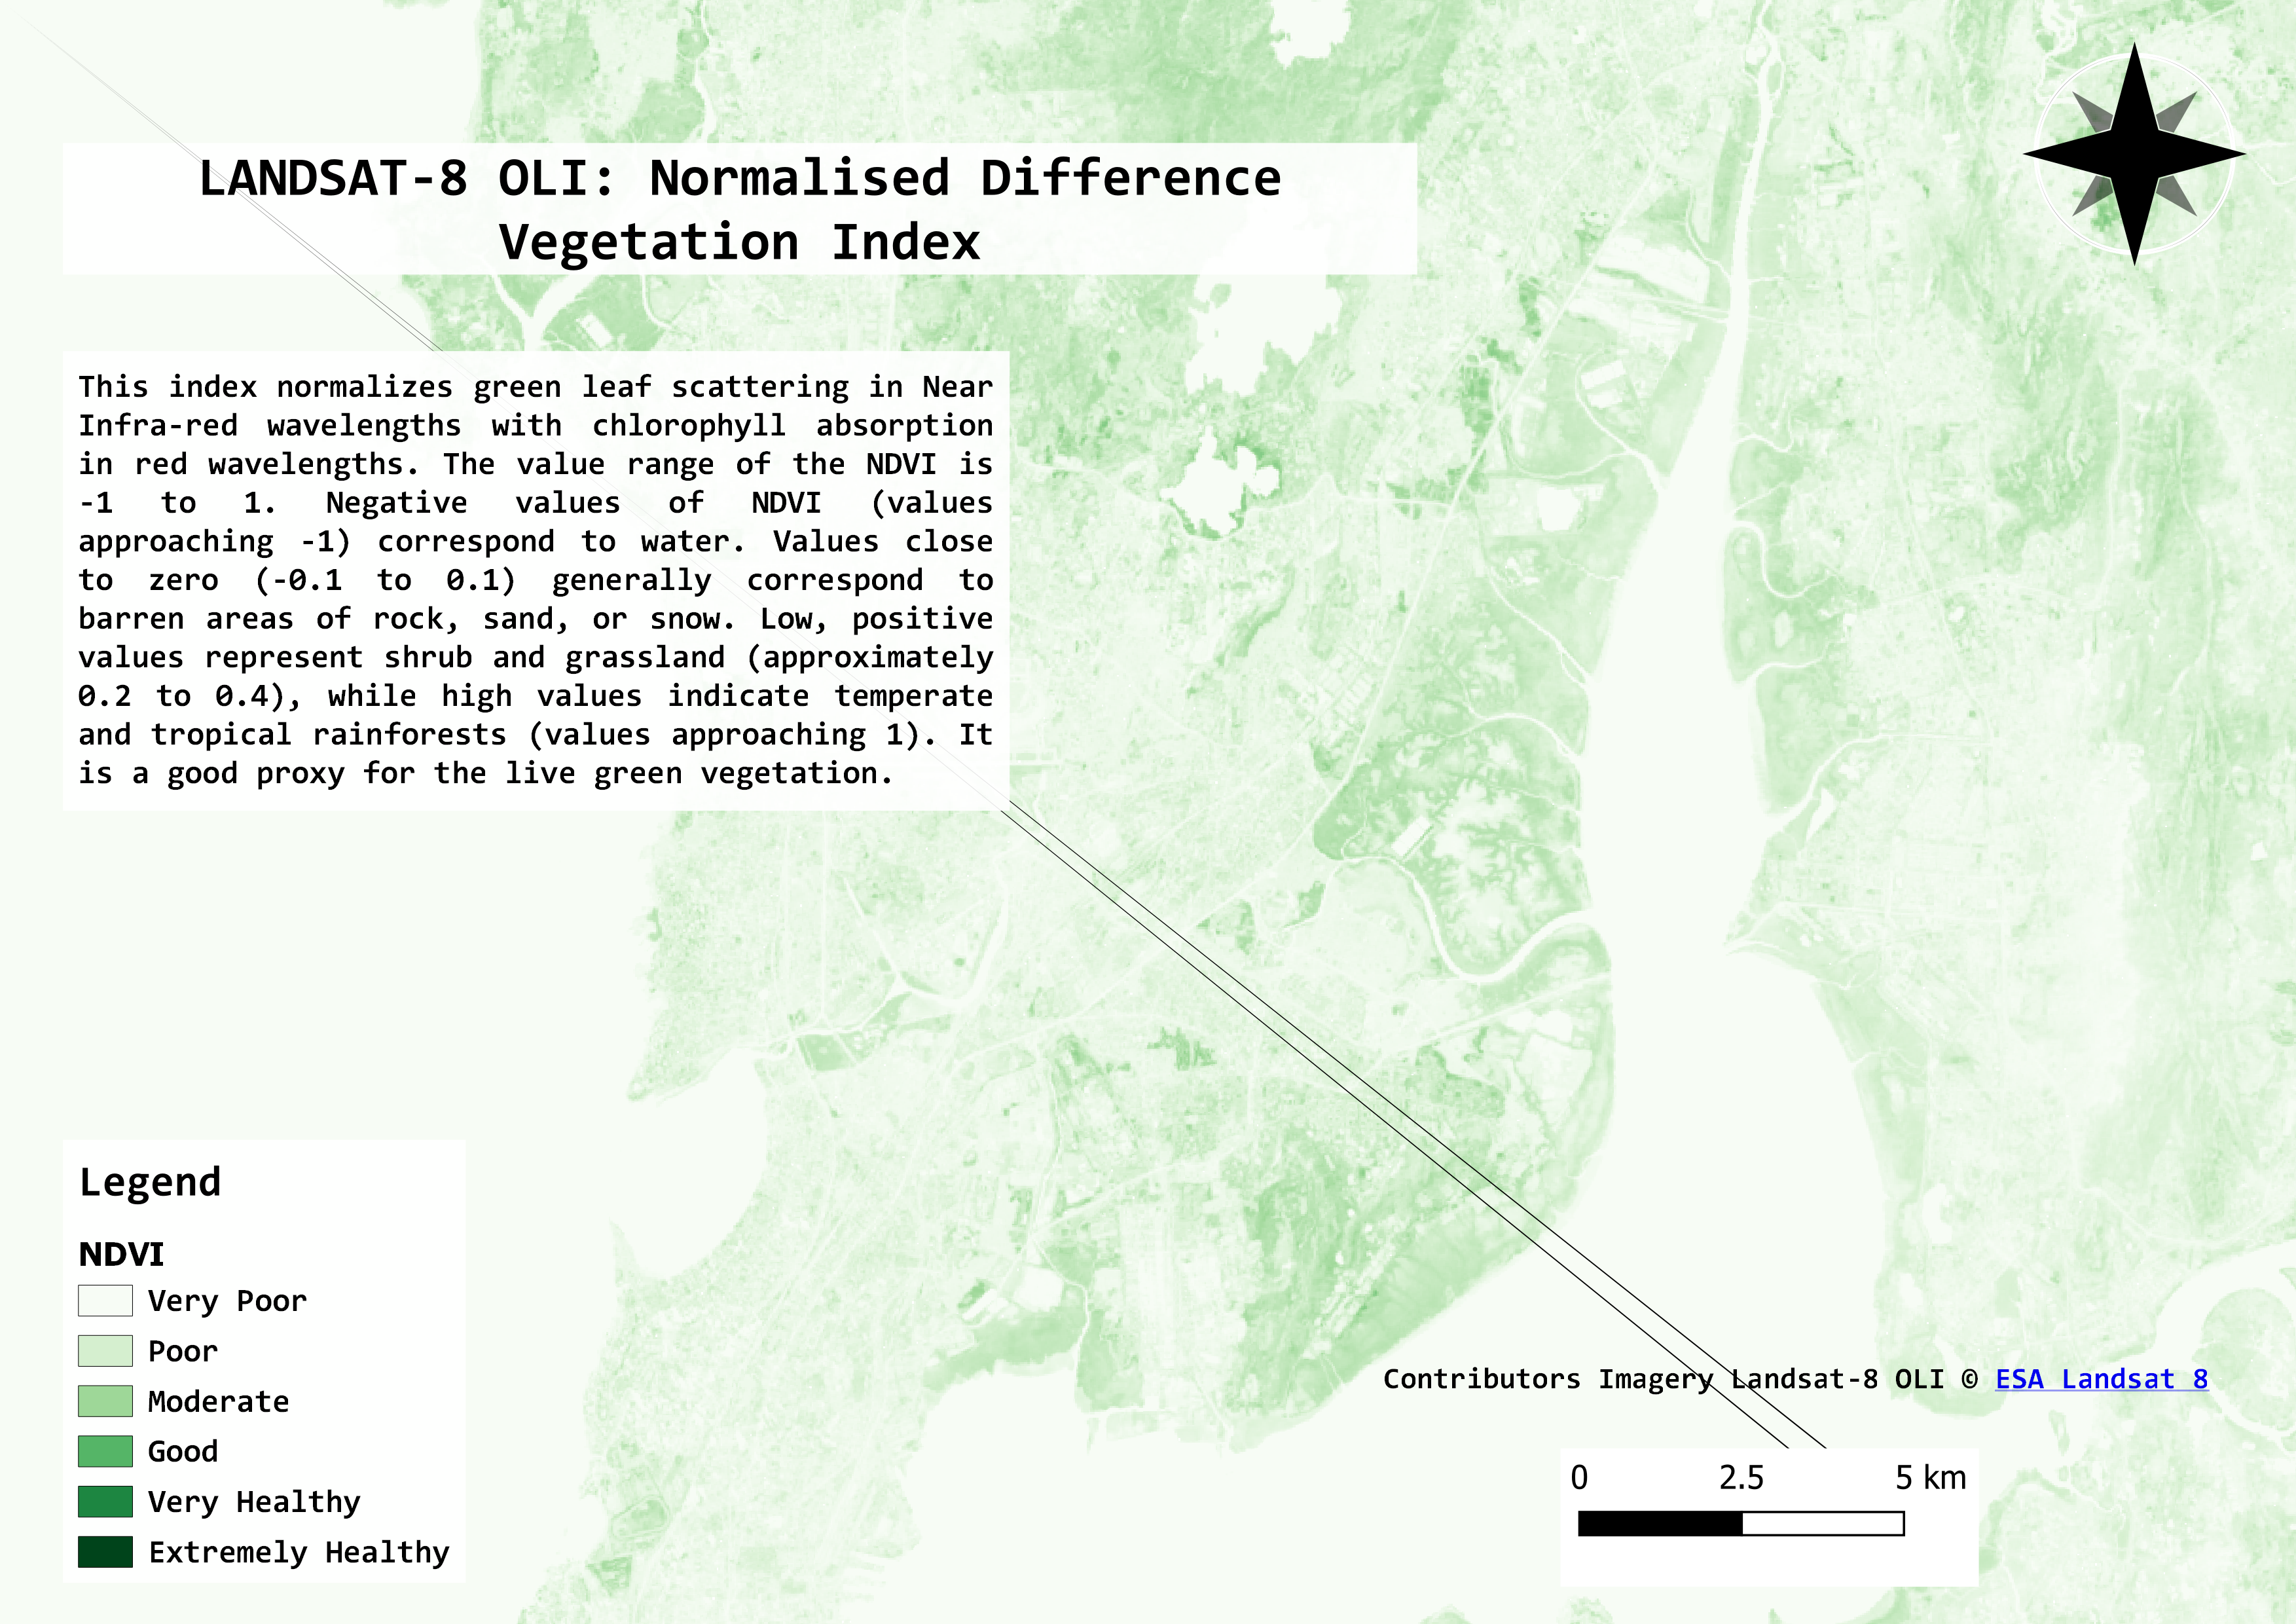 LANDSAT-8 OLI: Normalised Difference
Vegetation Index
This index normalizes green leaf scattering in Near
Infra-red wavelengths with chlorophyll absorption
in red wavelengths. The value range of the NDVI is
-1 to 1. Negative values of NDVI (values
approaching -1) correspond to water. Values close
to zero (-0.1 to 0.1) generally correspond to
barren areas of rock, sand, or snow. Low, positive
values represent shrub and grassland (approximately
0.2 to 0.4), while high values indicate temperate
and tropical rainforests (values approaching 1). It
is a good proxy for the live green vegetation.
Legend
NDVI
Very Poor
Poor
Moderate
Good
Very Healthy
Extremely Healthy
Contributors Imagery Landsat-8 OLI © ESA Landsat 8
0 2.5 5 km